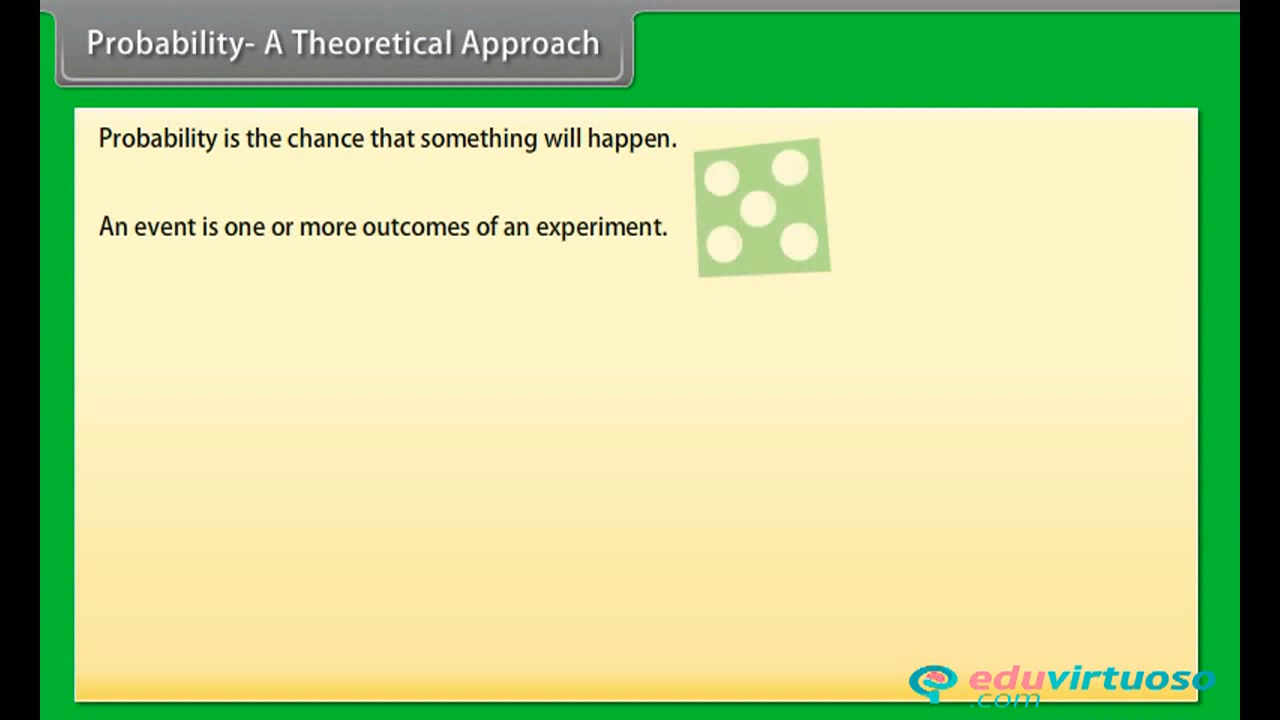 Probability- A Theoretical Approach
Probability is the chance that something will happen.
An event is one or more outcomes of an experiment.
eduvirtuoso
.com